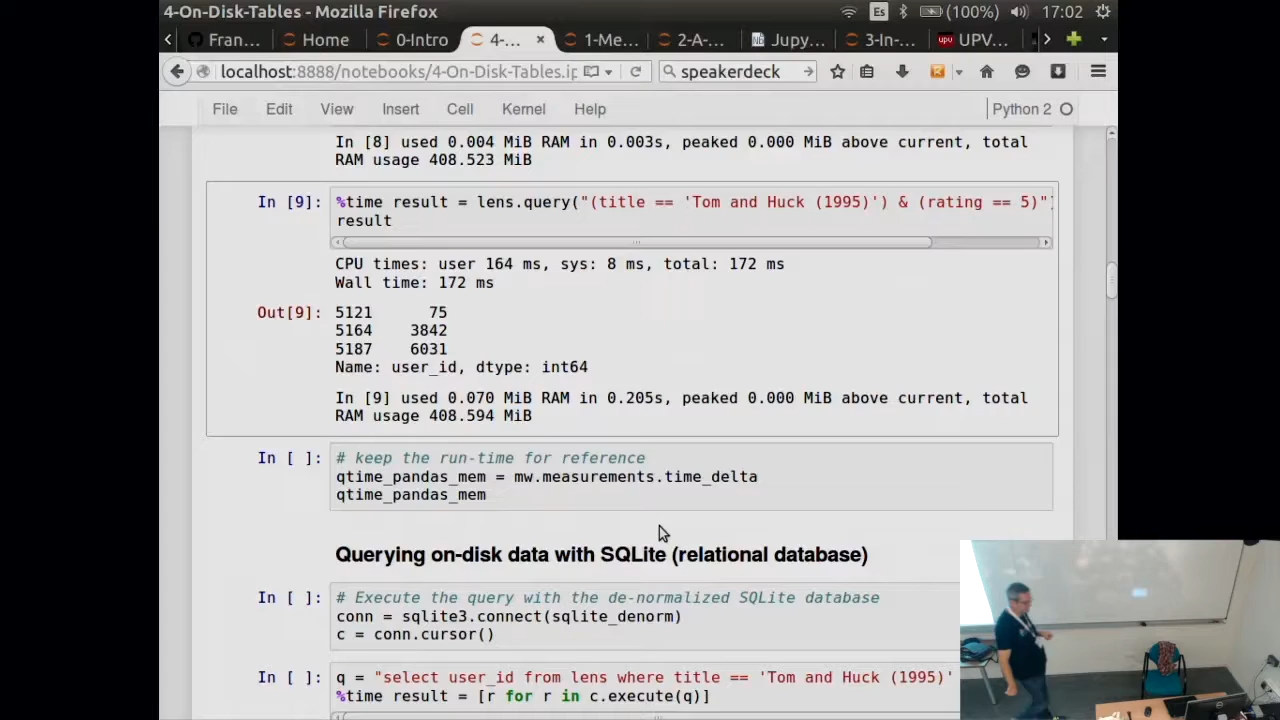 4-On-Disk-Tables - Mozilla Firefox
Es (100%) 17:02
Fran... Home 0-Intro 4-... × 1-Me... 2-A-... Jupy... 3-In-... UPV...
localhost:8888/notebooks/4-On-Disk-Tables.ip speakerdeck
File Edit View Insert Cell Kernel Help Python 2
In [8] used 0.004 MiB RAM in 0.003s, peaked 0.000 MiB above current, total
RAM usage 408.523 MiB
In [9]: %time result = lens.query("(title == 'Tom and Huck (1995)') & (rating == 5)")
result
CPU times: user 164 ms, sys: 8 ms, total: 172 ms
Wall time: 172 ms
Out[9]: 5121 75
5164 3842
5187 6031
Name: user_id, dtype: int64
In [9] used 0.070 MiB RAM in 0.205s, peaked 0.000 MiB above current, total
RAM usage 408.594 MiB
In [ ]: # keep the run-time for reference
qtime_pandas_mem = mw.measurements.time_delta
qtime_pandas_mem
Querying on-disk data with SQLite (relational database)
In [ ]: # Execute the query with the de-normalized SQLite database
conn = sqlite3.connect(sqlite_denorm)
c = conn.cursor()
In [ ]: q = "select user_id from lens where title == 'Tom and Huck (1995)'
%time result = [r for r in c.execute(q)]